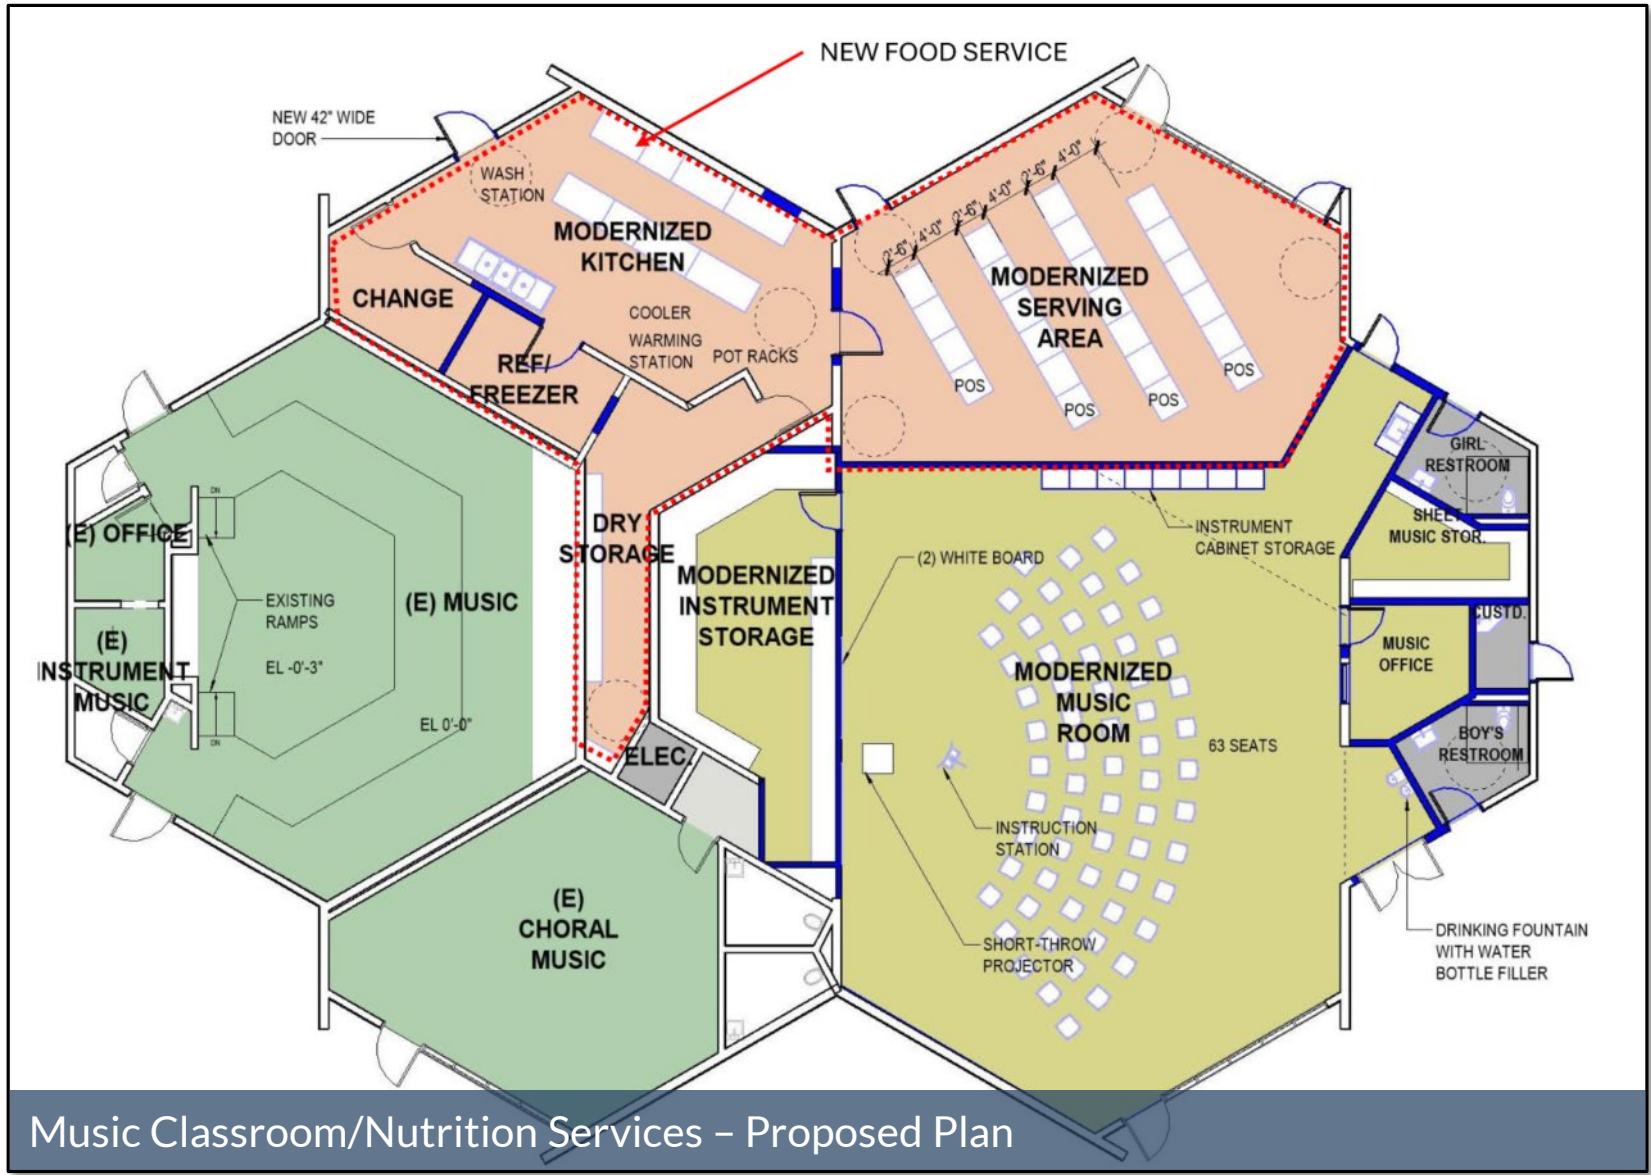 NEW FOOD SERVICE
NEW 42" WIDE
DOOR
WASH
STATION
MODERNIZED
KITCHEN
CHANGE
COOLER
WARMING
STATION
POT RACKS
REF/
FREEZER
2'-6"
4'-0"
2'-6"
4'-0"
2'-6"
4'-0"
MODERNIZED
SERVING
AREA
POS
POS
POS
POS
GIRL
RESTROOM
SHEET
MUSIC STOR.
INSTRUMENT
CABINET STORAGE
(2) WHITE BOARD
DN
(E) OFFICE
DRY
STORAGE
MODERNIZED
INSTRUMENT
STORAGE
EXISTING
RAMPS
(E) MUSIC
EL -0'-3"
EL 0'-0"
(E)
INSTRUMENT
MUSIC
DN
CUSTD.
MUSIC
OFFICE
MODERNIZED
MUSIC
ROOM
63 SEATS
BOY'S
RESTROOM
ELEC.
INSTRUCTION
STATION
(E)
CHORAL
MUSIC
SHORT-THROW
PROJECTOR
DRINKING FOUNTAIN
WITH WATER
BOTTLE FILLER
Music Classroom/Nutrition Services – Proposed Plan